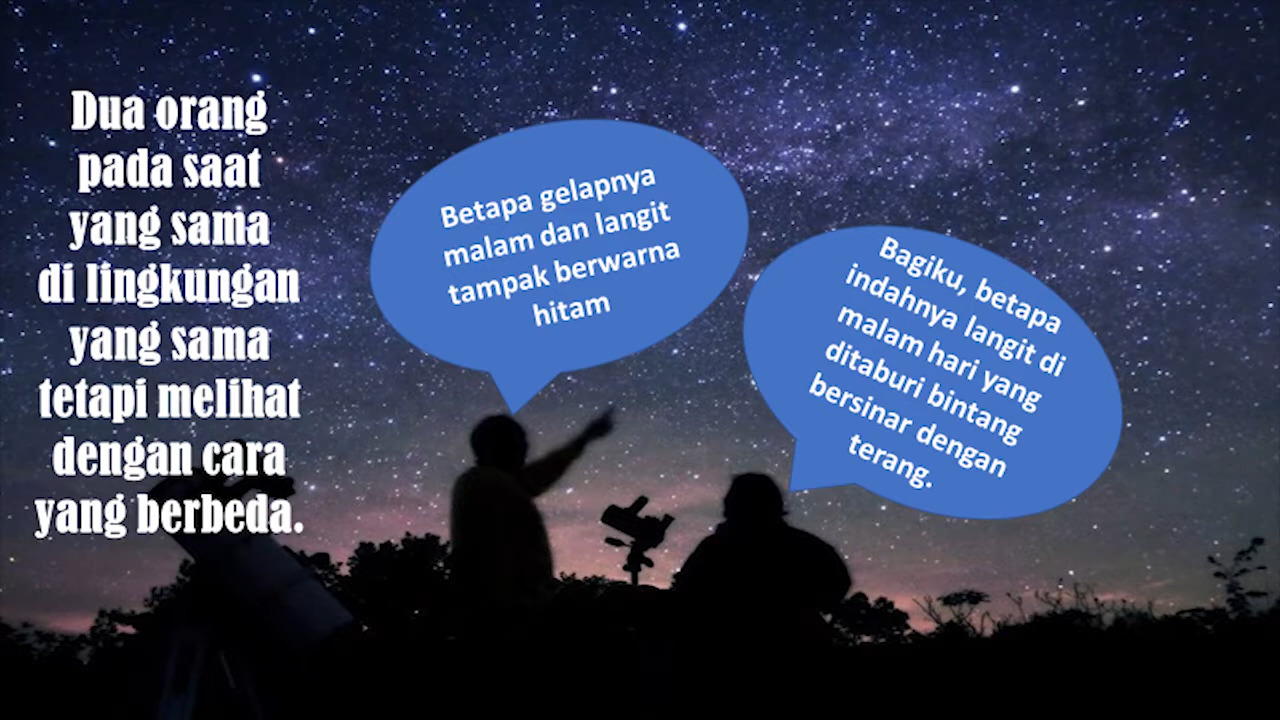 Dua orang
pada saat
yang sama
di lingkungan
yang sama
tetapi melihat
dengan cara
yang berbeda.
Betapa gelapnya
malam dan langit
tampak berwarna
hitam
Bagiku, betapa
indahnya langit di
malam hari yang
ditaburi bintang
bersinar dengan
terang.